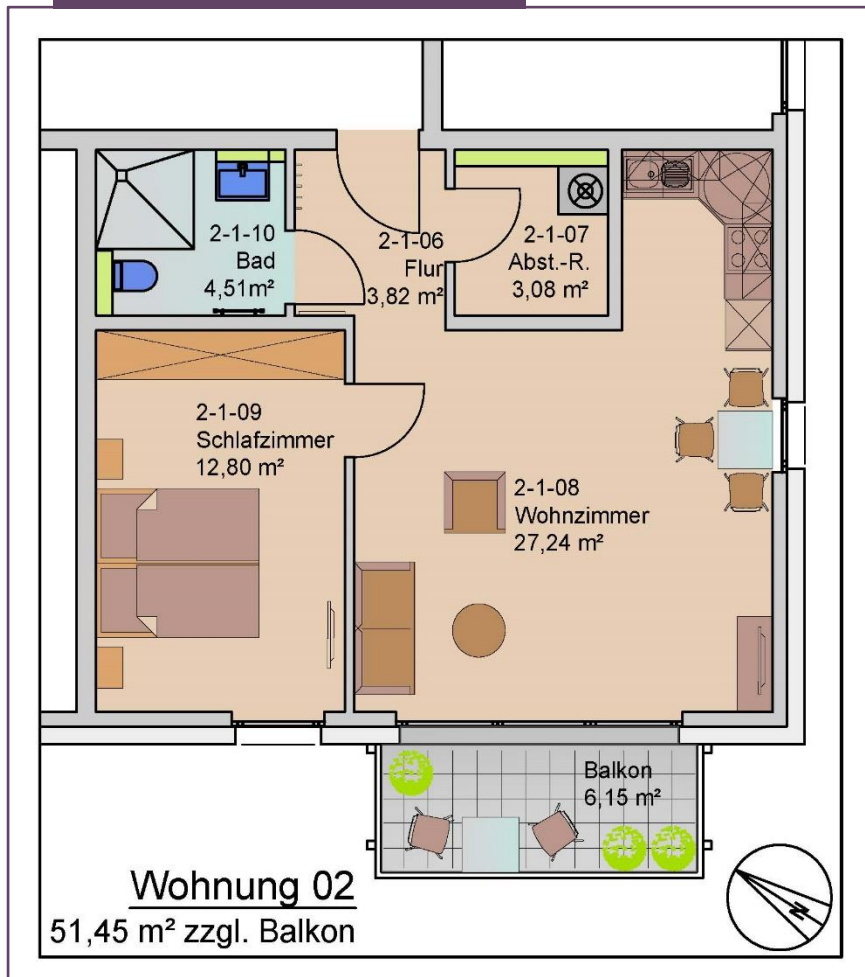 2-1-10
Bad
4,51m²
2-1-06
Flur
3,82 m²
2-1-07
Abst.-R.
3,08 m²
2-1-09
Schlafzimmer
12,80 m²
2-1-08
Wohnzimmer
27,24 m²
Balkon
6,15 m²
Wohnung 02
51,45 m² zzgl. Balkon
N